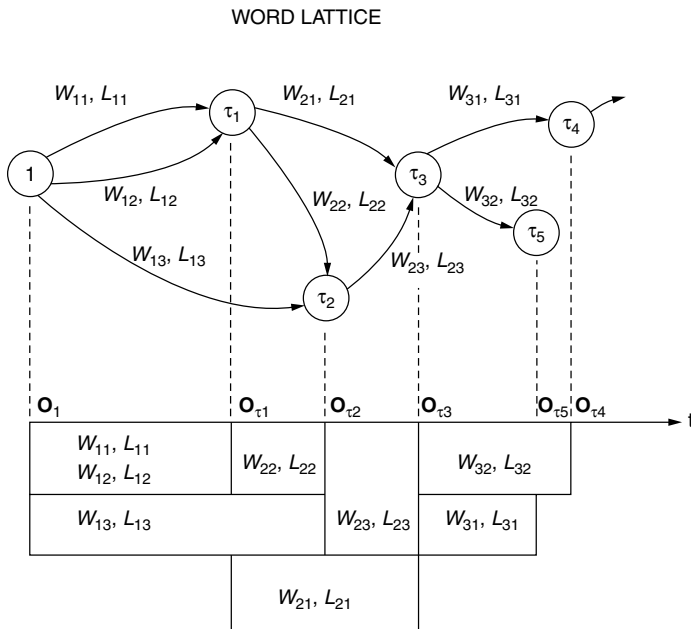 WORD LATTICE
W₁₁, L₁₁
τ₁
W₂₁, L₂₁
W₃₁, L₃₁
τ₄
1
W₁₂, L₁₂
τ₃
W₂₂, L₂₂
W₃₂, L₃₂
τ₅
W₁₃, L₁₃
W₂₃, L₂₃
τ₂
O₁ Oτ1 Oτ2 Oτ3 Oτ5 Oτ4
t
W₁₁, L₁₁
W₁₂, L₁₂
W₂₂, L₂₂
W₃₂, L₃₂
W₁₃, L₁₃
W₂₃, L₂₃
W₃₁, L₃₁
W₂₁, L₂₁